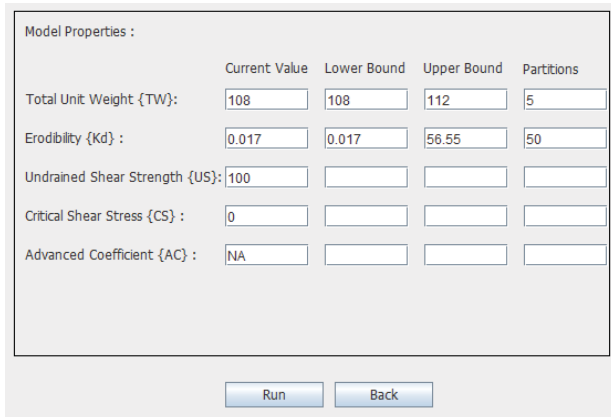 Model Properties :
Current Value Lower Bound Upper Bound Partitions
Total Unit Weight {TW}: 108 108 112 5
Erodibility {Kd} : 0.017 0.017 56.55 50
Undrained Shear Strength {US}: 100
Critical Shear Stress {CS} : 0
Advanced Coefficient {AC} : NA
Run Back